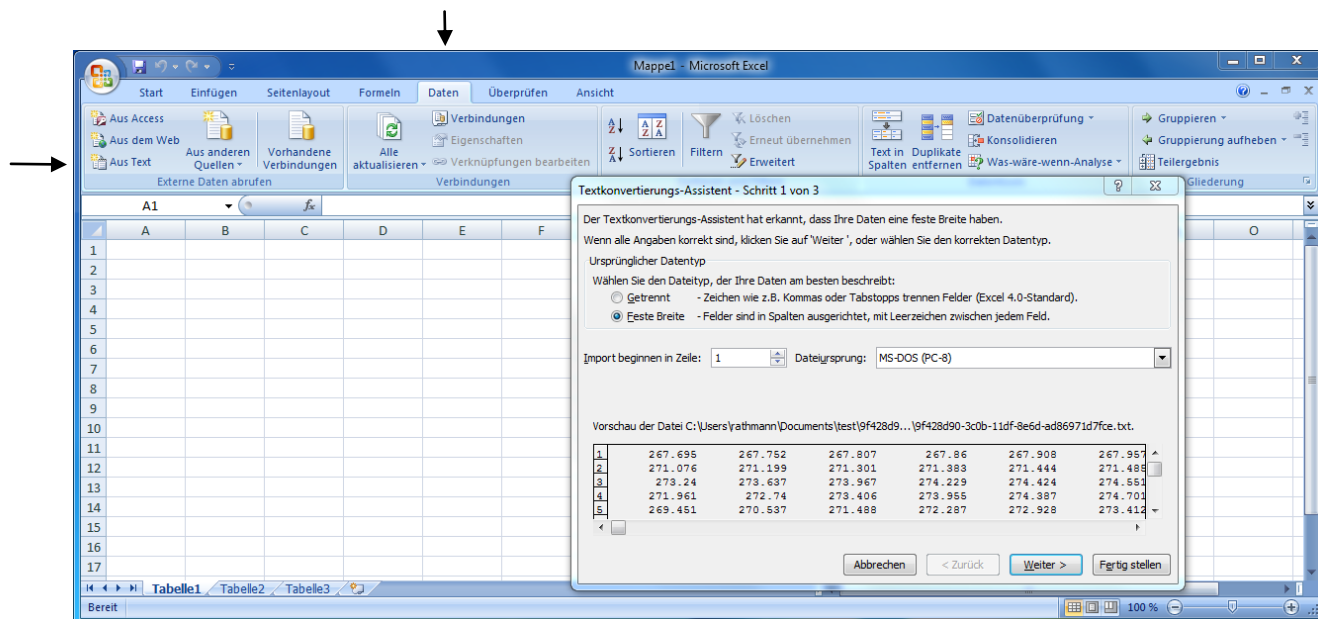 Mappe1 - Microsoft Excel
Start Einfügen Seitenlayout Formeln Daten Überprüfen Ansicht
Aus Access
Aus dem Web
Aus Text
Aus anderen
Quellen
Vorhandene
Verbindungen
Externe Daten abrufen
Alle
aktualisieren
Verbindungen
Eigenschaften
Verknüpfungen bearbeiten
Verbindungen
Sortieren
Filtern
Löschen
Erneut übernehmen
Erweitert
Text in
Spalten
Duplikate
entfernen
Datenüberprüfung
Konsolidieren
Was-wäre-wenn-Analyse
Gruppieren
Gruppierung aufheben
Teilergebnis
Gliederung
A1 fx
A B C D E F O
1
2
3
4
5
6
7
8
9
10
11
12
13
14
15
16
17
Textkonvertierungs-Assistent - Schritt 1 von 3
Der Textkonvertierungs-Assistent hat erkannt, dass Ihre Daten eine feste Breite haben.
Wenn alle Angaben korrekt sind, klicken Sie auf 'Weiter ', oder wählen Sie den korrekten Datentyp.
Ursprünglicher Datentyp
Wählen Sie den Dateityp, der Ihre Daten am besten beschreibt:
Getrennt - Zeichen wie z.B. Kommas oder Tabstopps trennen Felder (Excel 4.0-Standard).
Feste Breite - Felder sind in Spalten ausgerichtet, mit Leerzeichen zwischen jedem Feld.
Import beginnen in Zeile: 1 Dateiursprung: MS-DOS (PC-8)
Vorschau der Datei C:\Users\rathmann\Documents\test\9f428d9...\9f428d90-3c0b-11df-8e6d-ad86971d7fce.txt.
1 267.695 267.752 267.807 267.86 267.908 267.957
2 271.076 271.199 271.301 271.383 271.444 271.485
3 273.24 273.637 273.967 274.229 274.424 274.551
4 271.961 272.74 273.406 273.955 274.387 274.701
5 269.451 270.537 271.488 272.287 272.928 273.412
Abbrechen < Zurück Weiter > Fertig stellen
Tabelle1 Tabelle2 Tabelle3
Bereit 100 %